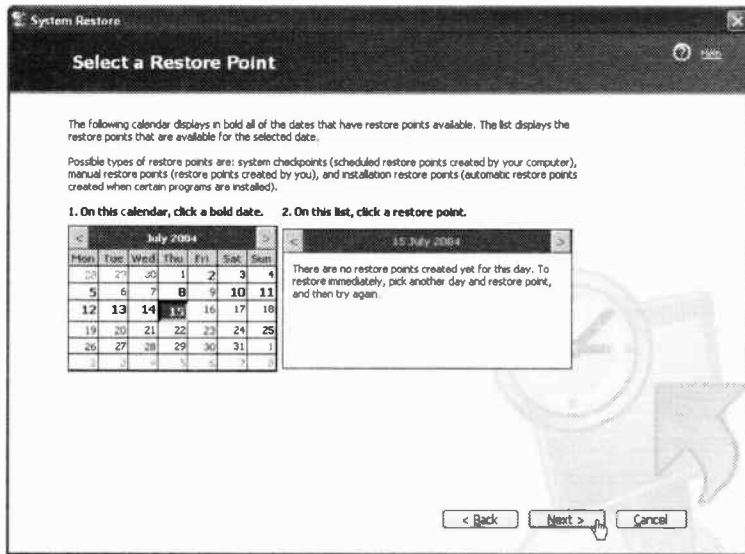 System Restore
Select a Restore Point
Help
The following calendar displays in bold all of the dates that have restore points available. The list displays the
restore points that are available for the selected date.
Possible types of restore points are: system checkpoints (scheduled restore points created by your computer),
manual restore points (restore points created by you), and installation restore points (automatic restore points
created when certain programs are installed).
1. On this calendar, click a bold date. 2. On this list, click a restore point.
< July 2004 >
Mon Tue Wed Thu Fri Sat Sun
28 29 30 1 2 3 4
5 6 7 8 9 10 11
12 13 14 15 16 17 18
19 20 21 22 23 24 25
26 27 28 29 30 31 1
2 3 4 5 6 7 8
< 15 July 2004 >
There are no restore points created yet for this day. To
restore immediately, pick another day and restore point,
and then try again.
< Back Next > Cancel